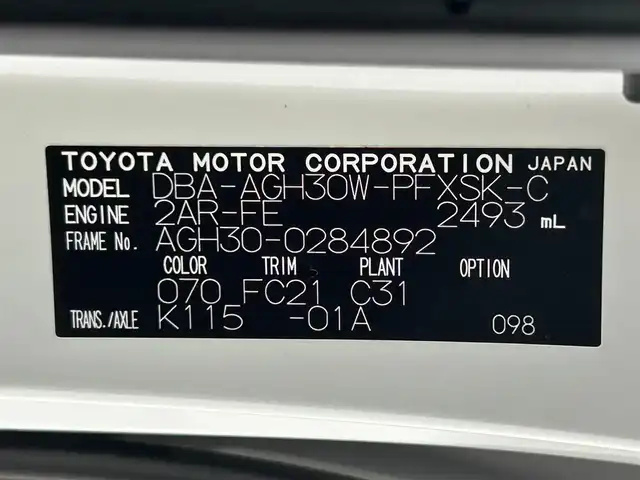 TOYOTA MOTOR CORPORATION JAPAN
MODEL DBA-AGH30W-PFXSK-C
ENGINE 2AR-FE 2493 mL
FRAME No. AGH30-0284892
COLOR TRIM PLANT OPTION
070 FC21 C31
TRANS./AXLE K115 -01A 098